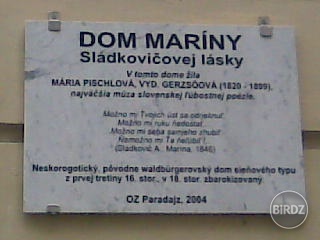 DOM MARÍNY
Sládkovičovej lásky
V tomto dome žila
MÁRIA PISCHLOVÁ, VYD. GERZSÖOVÁ (1820 - 1899),
najväčšia múza slovenskej ľúbostnej poézie.
Možno mi Tvojich úst sa odrieknuť
Možno mi ruku nedostať
Možno mi seba samého zhubiť
Nemožno mi Ťa neľúbiť!
(Sládkovič A., Marína, 1846)
Neskorogotický, pôvodne waldbürgerovský dom sieňového typu
z prvej tretiny 16. stor., v 18. stor. zbarokizovaný.
OZ Paradajz, 2004
BIRDZ